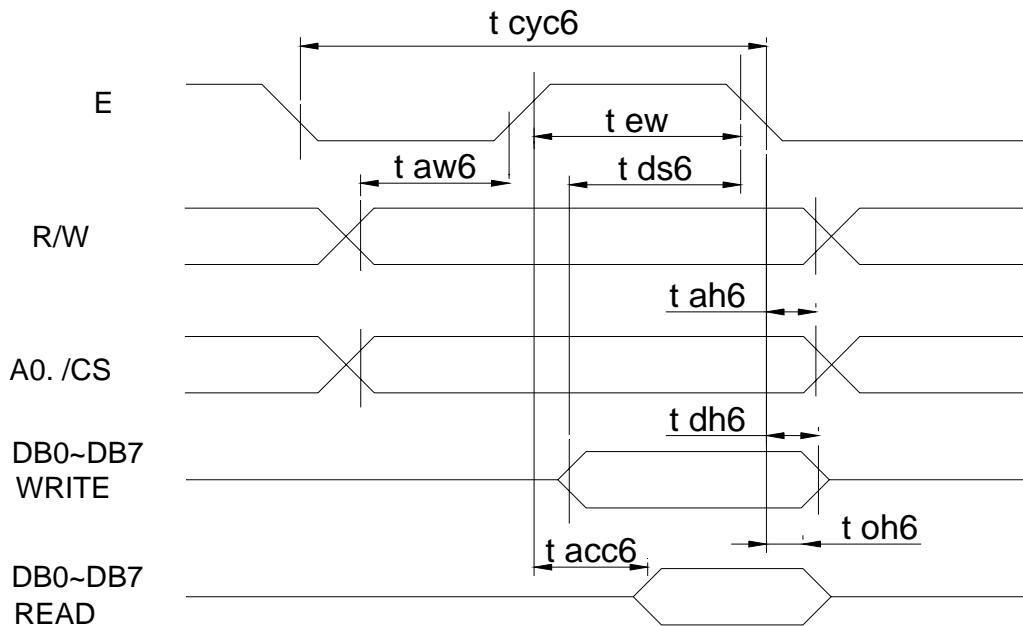 t cyc6
E
t ew
t aw6
t ds6
R/W
t ah6
A0. /CS
t dh6
DB0~DB7
WRITE
t oh6
t acc6
DB0~DB7
READ